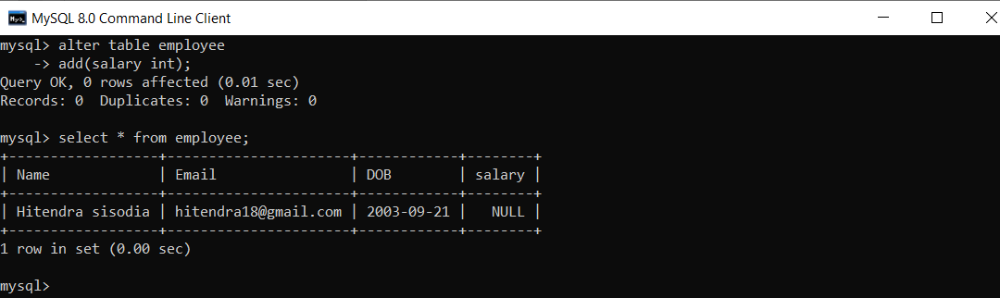 MySQL 8.0 Command Line Client
mysql> alter table employee
    -> add(salary int);
Query OK, 0 rows affected (0.01 sec)
Records: 0  Duplicates: 0  Warnings: 0

mysql> select * from employee;
+------------------+----------------------+------------+--------+
| Name             | Email                | DOB        | salary |
+------------------+----------------------+------------+--------+
| Hitendra sisodia | hitendra18@gmail.com | 2003-09-21 |   NULL |
+------------------+----------------------+------------+--------+
1 row in set (0.00 sec)

mysql>